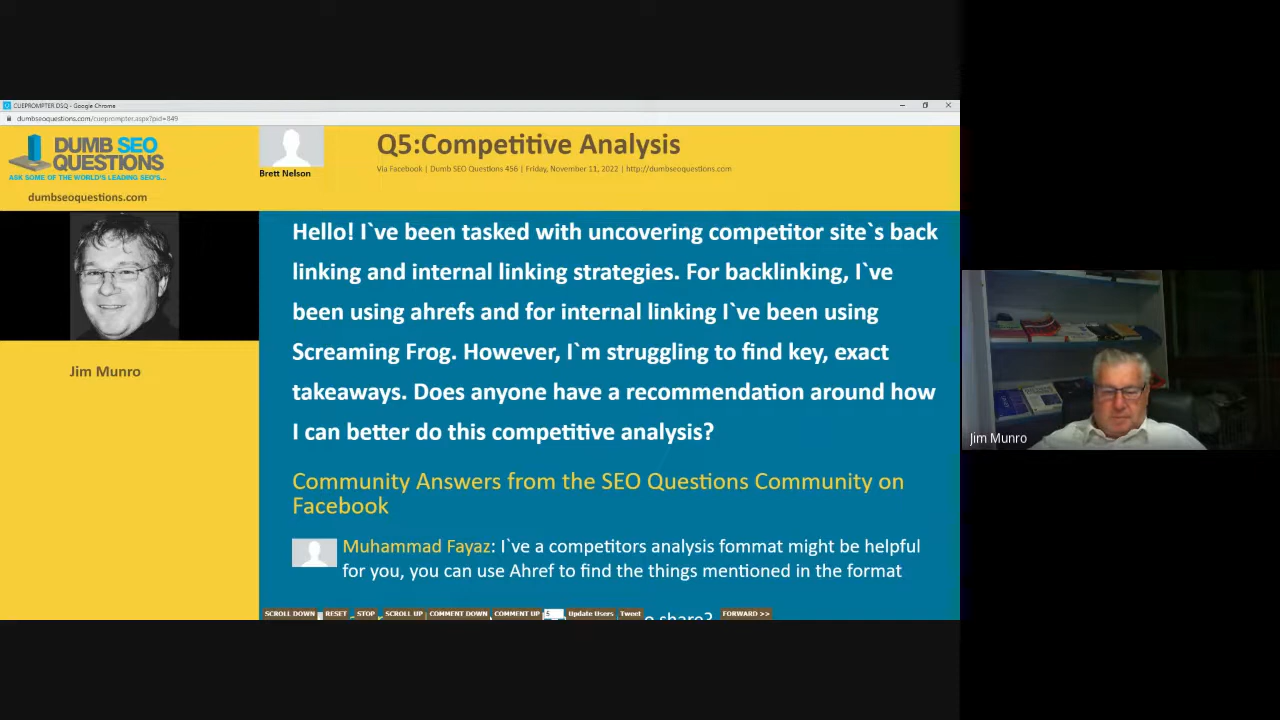 CUEPROMPTER DSQ - Google Chrome
dumbseoquestions.com/cueprompter.aspx?pid=849
DUMB SEO
QUESTIONS
ASK SOME OF THE WORLD'S LEADING SEO'S...
dumbseoquestions.com
Brett Nelson
Q5:Competitive Analysis
Via Facebook | Dumb SEO Questions 456 | Friday, November 11, 2022 | http://dumbseoquestions.com
Jim Munro
Hello! I`ve been tasked with uncovering competitor site`s back
linking and internal linking strategies. For backlinking, I`ve
been using ahrefs and for internal linking I`ve been using
Screaming Frog. However, I`m struggling to find key, exact
takeaways. Does anyone have a recommendation around how
I can better do this competitive analysis?
Community Answers from the SEO Questions Community on
Facebook
Muhammad Fayaz: I`ve a competitors analysis fommat might be helpful
for you, you can use Ahref to find the things mentioned in the format
o share?
SCROLL DOWN RESET STOP SCROLL UP COMMENT DOWN COMMENT UP 5 Update Users Tweet FORWARD >>
Jim Munro